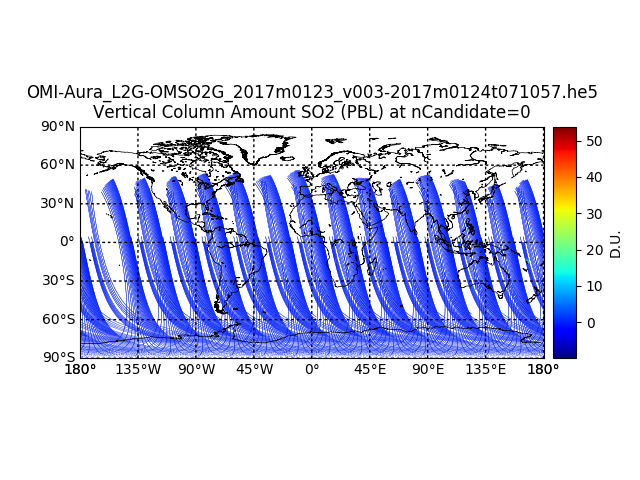 OMI-Aura_L2G-OMSO2G_2017m0123_v003-2017m0124t071057.he5
Vertical Column Amount SO2 (PBL) at nCandidate=0
90°N
60°N
30°N
0°
30°S
60°S
90°S
180° 135°W 90°W 45°W 0° 45°E 90°E 135°E 180°
50
40
30
20
10
0
D.U.